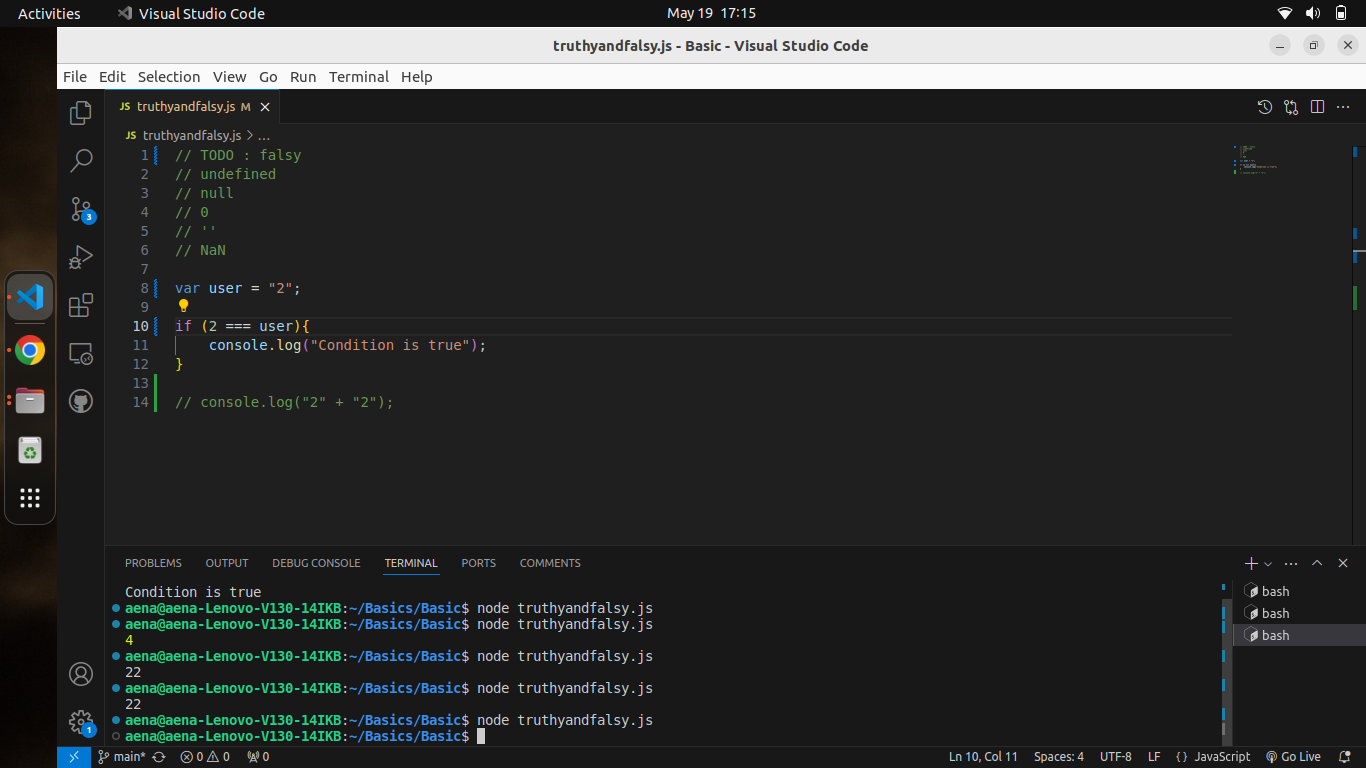 Activities Visual Studio Code May 19 17:15
truthyandfalsy.js - Basic - Visual Studio Code
File Edit Selection View Go Run Terminal Help
JS truthyandfalsy.js M
JS truthyandfalsy.js > ...
1 // TODO : falsy
2 // undefined
3 // null
4 // 0
5 // ''
6 // NaN
7
8 var user = "2";
9
10 if (2 === user){
11 console.log("Condition is true");
12 }
13
14 // console.log("2" + "2");
3
1
PROBLEMS OUTPUT DEBUG CONSOLE TERMINAL PORTS COMMENTS
Condition is true
aena@aena-Lenovo-V130-14IKB:~/Basics/Basic$ node truthyandfalsy.js
aena@aena-Lenovo-V130-14IKB:~/Basics/Basic$ node truthyandfalsy.js
4
aena@aena-Lenovo-V130-14IKB:~/Basics/Basic$ node truthyandfalsy.js
22
aena@aena-Lenovo-V130-14IKB:~/Basics/Basic$ node truthyandfalsy.js
22
aena@aena-Lenovo-V130-14IKB:~/Basics/Basic$ node truthyandfalsy.js
aena@aena-Lenovo-V130-14IKB:~/Basics/Basic$
bash
bash
bash
main* 0 0 0 Ln 10, Col 11 Spaces: 4 UTF-8 LF {} JavaScript Go Live